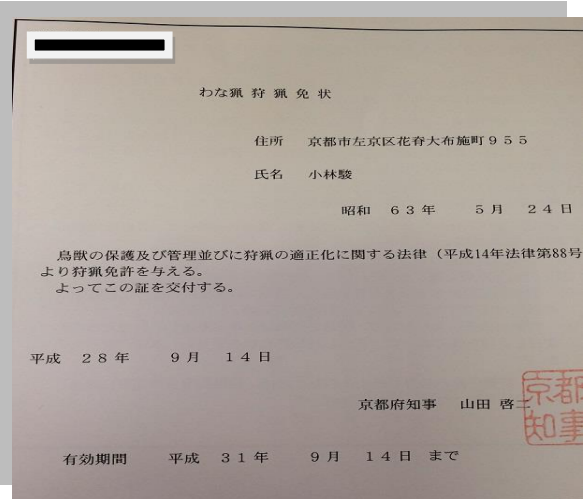 わな猟 狩 猟 免 状
住所 京都市左京区花脊大布施町９５５
氏名 小林駿
昭和 ６３年 ５月 ２４日
鳥獣の保護及び管理並びに狩猟の適正化に関する法律（平成14年法律第88号
より狩猟免許を与える。
よってこの証を交付する。
平成 ２８年 ９月 １４日
京都府知事 山田 啓二
京都
知事
有効期間 平成 ３１年 ９月 １４日 まで